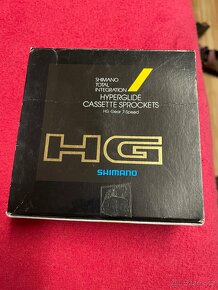 SHIMANO
TOTAL
INTEGRATION
HYPERGLIDE
CASSETTE SPROCKETS
HG-Gear 7-Speed
HG
SHIMANO